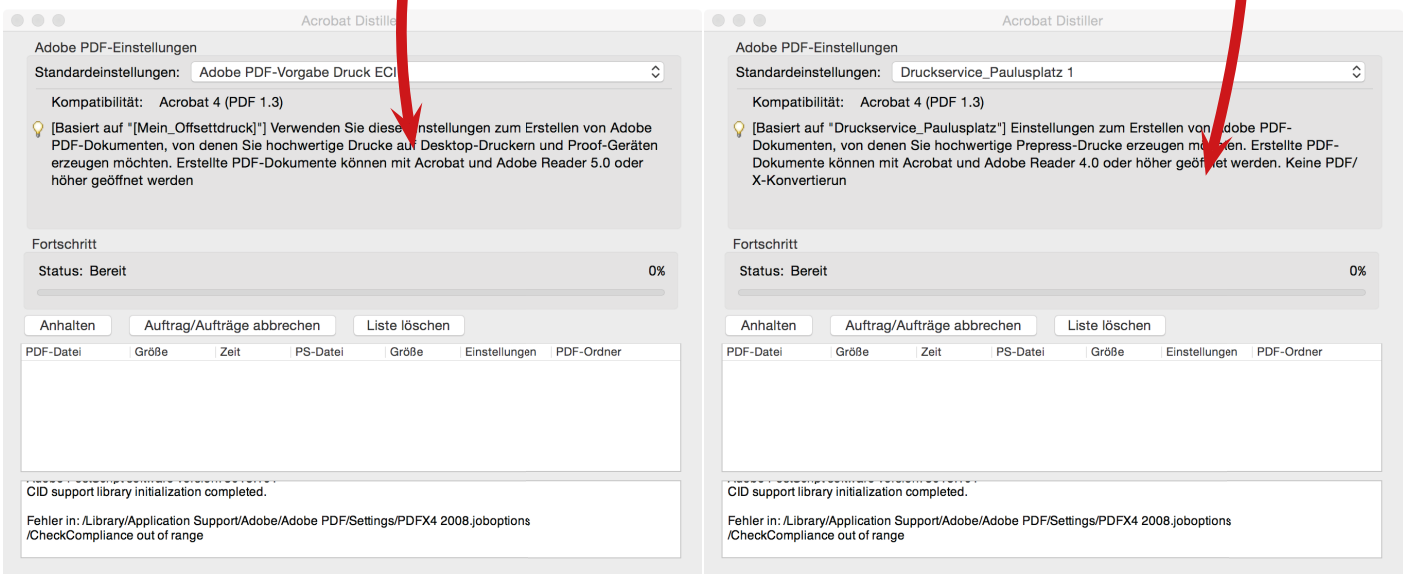 Acrobat Distiller
Adobe PDF-Einstellungen
Standardeinstellungen: Adobe PDF-Vorgabe Druck ECI
Kompatibilität: Acrobat 4 (PDF 1.3)
[Basiert auf "[Mein_Offsettdruck]"] Verwenden Sie diese Einstellungen zum Erstellen von Adobe
PDF-Dokumenten, von denen Sie hochwertige Drucke auf Desktop-Druckern und Proof-Geräten
erzeugen möchten. Erstellte PDF-Dokumente können mit Acrobat und Adobe Reader 5.0 oder
höher geöffnet werden
Fortschritt
Status: Bereit 0%
Anhalten Auftrag/Aufträge abbrechen Liste löschen
PDF-Datei Größe Zeit PS-Datei Größe Einstellungen PDF-Ordner
CID support library initialization completed.
Fehler in: /Library/Application Support/Adobe/Adobe PDF/Settings/PDFX4 2008.joboptions
/CheckCompliance out of range
Acrobat Distiller
Adobe PDF-Einstellungen
Standardeinstellungen: Druckservice_Paulusplatz 1
Kompatibilität: Acrobat 4 (PDF 1.3)
[Basiert auf "Druckservice_Paulusplatz"] Einstellungen zum Erstellen von Adobe PDF-
Dokumenten, von denen Sie hochwertige Prepress-Drucke erzeugen möchten. Erstellte PDF-
Dokumente können mit Acrobat und Adobe Reader 4.0 oder höher geöffnet werden. Keine PDF/
X-Konvertierun
Fortschritt
Status: Bereit 0%
Anhalten Auftrag/Aufträge abbrechen Liste löschen
PDF-Datei Größe Zeit PS-Datei Größe Einstellungen PDF-Ordner
CID support library initialization completed.
Fehler in: /Library/Application Support/Adobe/Adobe PDF/Settings/PDFX4 2008.joboptions
/CheckCompliance out of range